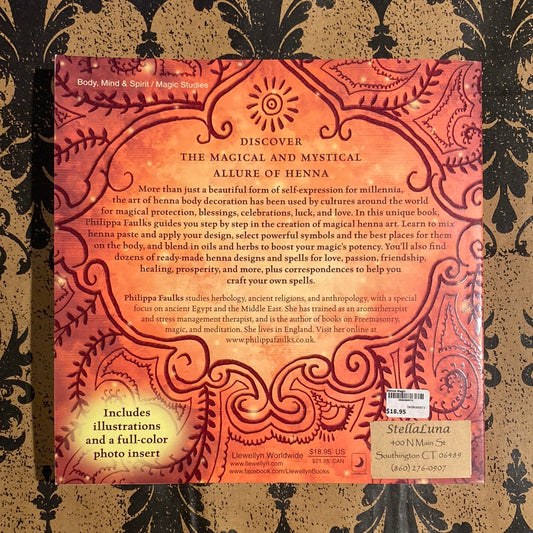 Body, Mind & Spirit / Magic Studies
DISCOVER
THE MAGICAL AND MYSTICAL
ALLURE OF HENNA
More than just a beautiful form of self-expression for millennia,
the art of henna body decoration has been used by cultures around the world
for magical protection, blessings, celebrations, luck, and love. In this unique book,
Philippa Faulks guides you step by step in the creation of magical henna art. Learn to mix
henna paste and apply your design, select powerful symbols and the best places for them
on the body, and blend in oils and herbs to boost your magic's potency. You'll also find
dozens of ready-made henna designs and spells for love, passion, friendship,
healing, prosperity, and more, plus correspondences to help you
craft your own spells.
Philippa Faulks studies herbology, ancient religions, and anthropology, with a special
focus on ancient Egypt and the Middle East. She has trained as an aromatherapist
and stress management therapist, and is the author of books on Freemasonry,
magic, and meditation. She lives in England. Visit her online at
www.philippafaulks.co.uk.
Includes
illustrations
and a full-color
photo insert
Llewellyn Worldwide
www.llewellyn.com
www.facebook.com/LlewellynBooks
$18.95 US
$21.95 CAN
$18.95
StellaLuna
400 N Main St
Southington CT 06489
(860) 276-0907